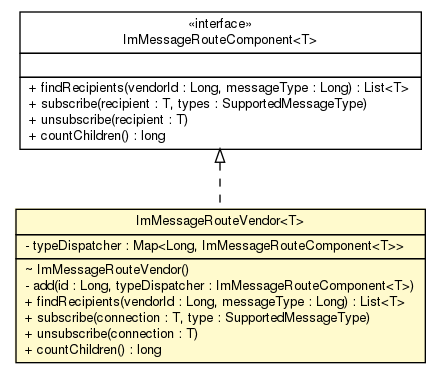 «interface»
ImMessageRouteComponent<T>
+ findRecipients(vendorId : Long, messageType : Long) : List<T>
+ subscribe(recipient : T, types : SupportedMessageType)
+ unsubscribe(recipient : T)
+ countChildren() : long
ImMessageRouteVendor<T>
- typeDispatcher : Map<Long, ImMessageRouteComponent<T>>
~ ImMessageRouteVendor()
- add(id : Long, typeDispatcher : ImMessageRouteComponent<T>)
+ findRecipients(vendorId : Long, messageType : Long) : List<T>
+ subscribe(connection : T, type : SupportedMessageType)
+ unsubscribe(connection : T)
+ countChildren() : long